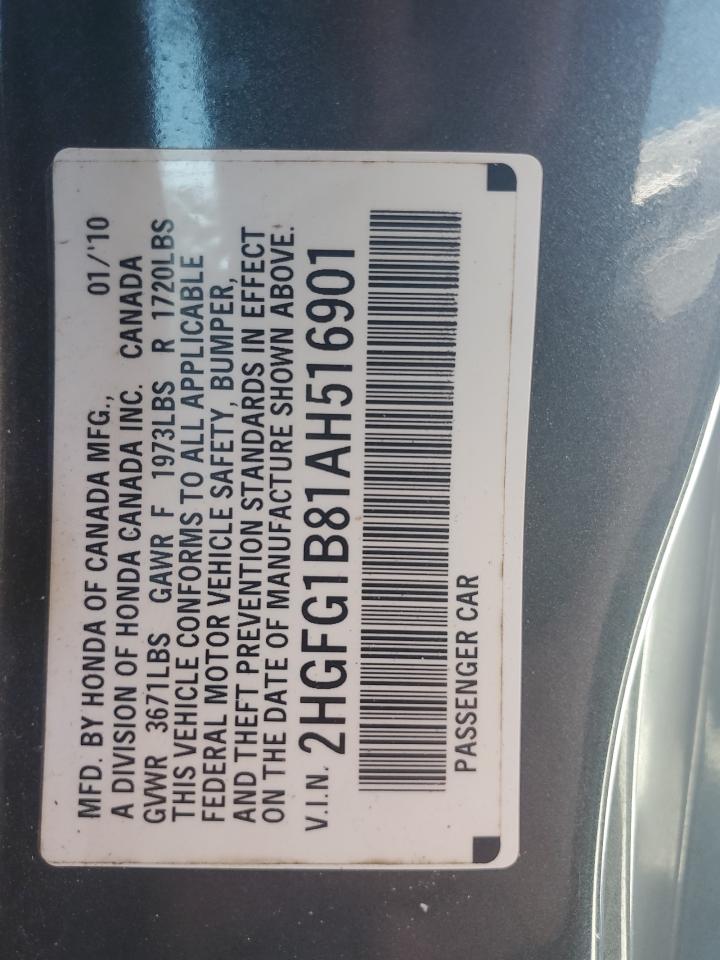 MFD. BY HONDA OF CANADA MFG., 01/'10
A DIVISION OF HONDA CANADA INC. CANADA
GVWR 3671LBS GAWR F 1973LBS R 1720LBS
THIS VEHICLE CONFORMS TO ALL APPLICABLE
FEDERAL MOTOR VEHICLE SAFETY, BUMPER,
AND THEFT PREVENTION STANDARDS IN EFFECT
ON THE DATE OF MANUFACTURE SHOWN ABOVE.
V.I.N. 2HGFG1B81AH516901
PASSENGER CAR